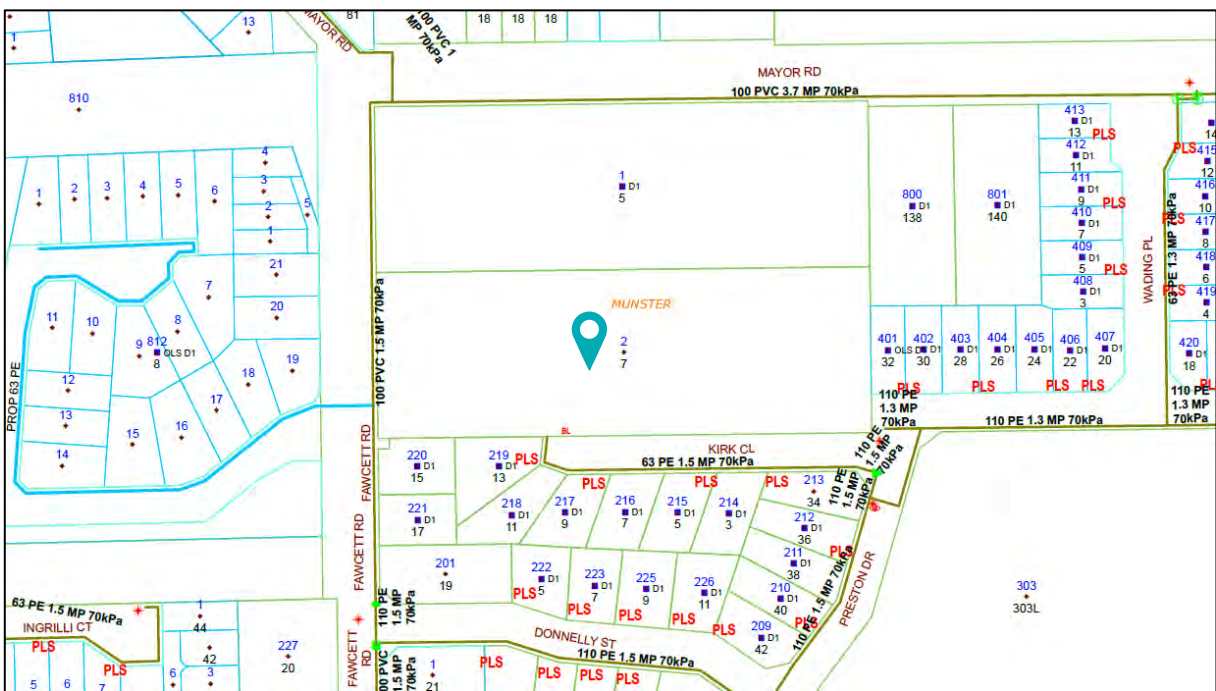 81
18
18
18
100 PVC 1
MP 70kPa
MAYOR RD
13
1
810
MAYOR RD
100 PVC 3.7 MP 70kPa
1
2
3
4
5
6
4
3
2
1
5
21
20
7
1
D1
5
800
D1
138
801
D1
140
413
D1
13
PLS
412
D1
11
411
D1
9
PLS
410
D1
7
409
D1
5
PLS
408
D1
3
WADING PL
63 PE 1.3 MP 70kPa
14
PLS
415
12
416
10
PLS
417
8
418
6
PLS
419
4
420
D1
18
PLS
MUNSTER
2
7
100 PVC 1.5 MP 70kPa
11
10
9
812
OLS D1
8
8
19
18
17
12
13
14
15
16
PROP 63 PE
401
OLS D1
32
402
D1
30
403
D1
28
404
D1
26
405
D1
24
406
D1
22
407
D1
20
PLS
PLS
PLS
PLS
110 PE
1.3 MP
70kPa
110 PE 1.3 MP 70kPa
110 PE
1.3 MP
70kPa
BL
KIRK CL
63 PE 1.5 MP 70kPa
110 PE
1.5 MP
70kPa
110 PE
1.5 MP
70kPa
FAWCETT RD
220
D1
15
219
D1
13
PLS
221
D1
17
218
D1
11
217
D1
9
PLS
216
D1
7
215
D1
5
PLS
214
D1
3
PLS
213
34
212
D1
36
PLS
211
D1
38
210
D1
40
PLS
209
D1
42
110 PE 1.5 MP 70kPa
PRESTON DR
303
303L
FAWCETT RD
201
19
222
D1
5
PLS
223
D1
7
PLS
225
D1
9
PLS
226
D1
11
PLS
110 PE
1.5 MP
70kPa
DONNELLY ST
110 PE 1.5 MP 70kPa
63 PE 1.5 MP 70kPa
INGRILLI CT
PLS
PLS
5
6
7
1
44
42
6
3
227
20
FAWCETT
RD
100 PVC
1.5 MP
70kPa
1
21
PLS
PLS
PLS
PLS